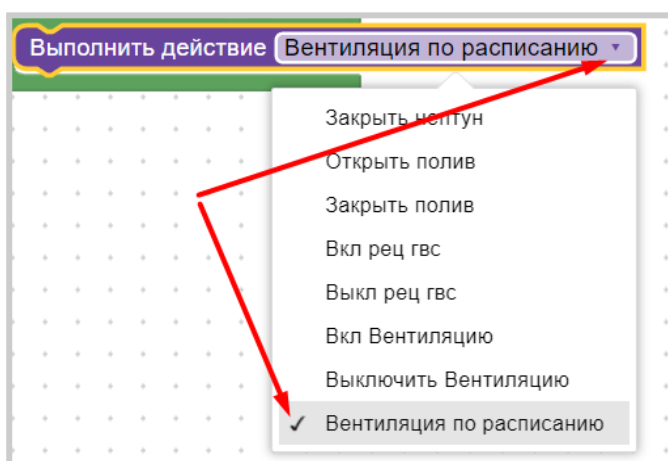 Выполнить действие Вентиляция по расписанию
Закрыть нептун
Открыть полив
Закрыть полив
Вкл рец гвс
Выкл рец гвс
Вкл Вентиляцию
Выключить Вентиляцию
✓ Вентиляция по расписанию